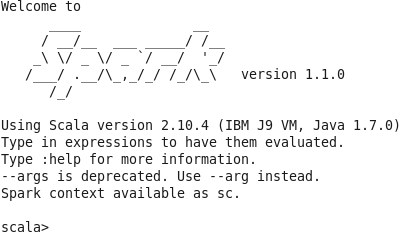 Welcome to
      ____              __
     / __/__  ___ _____/ /__
    _\ \/ _ \/ _ `/ __/  '_/
   /___/ .__/\_,_/_/ /_/\_\   version 1.1.0
      /_/
Using Scala version 2.10.4 (IBM J9 VM, Java 1.7.0)
Type in expressions to have them evaluated.
Type :help for more information.
--args is deprecated. Use --arg instead.
Spark context available as sc.
scala>